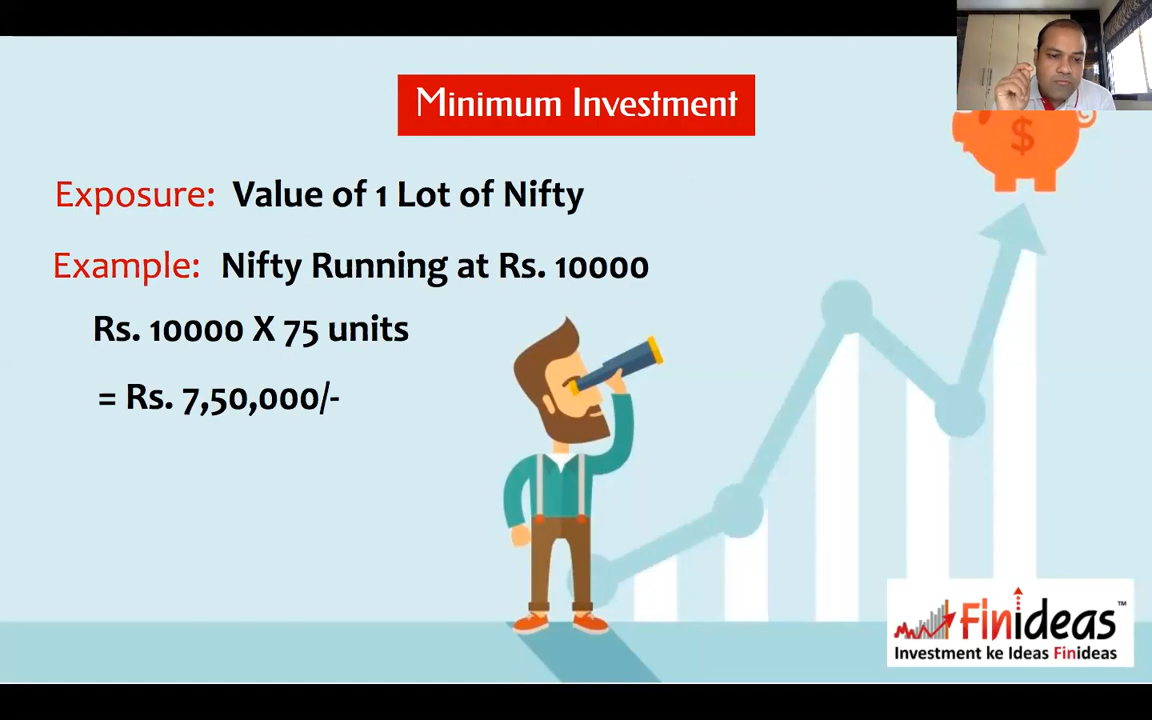 Minimum Investment
$
Exposure: Value of 1 Lot of Nifty
Example: Nifty Running at Rs. 10000
Rs. 10000 X 75 units
= Rs. 7,50,000/-
Finideas™
Investment ke Ideas Finideas